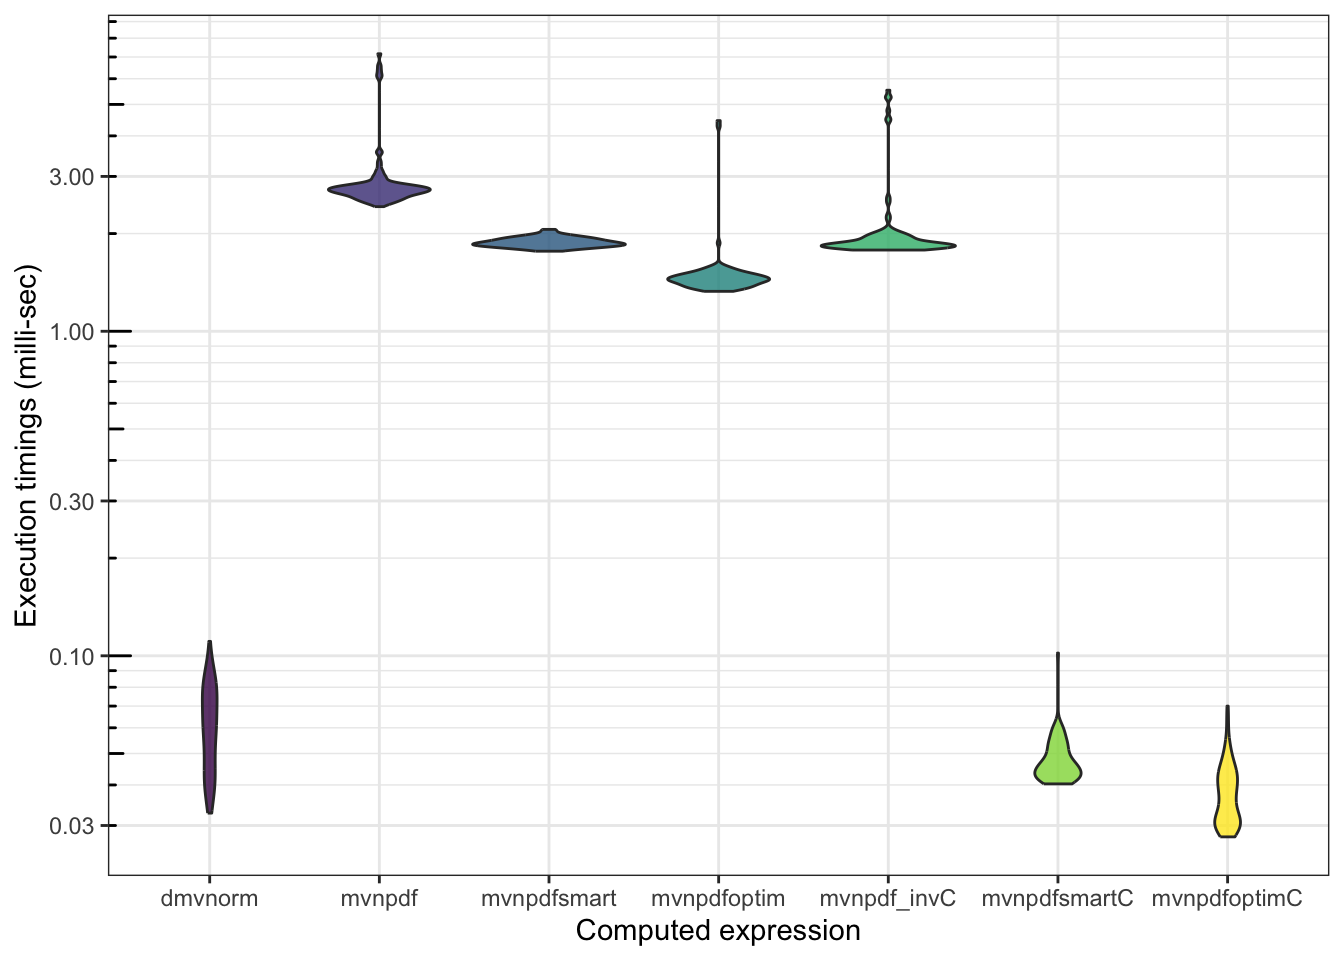 Execution timings (milli-sec)
3.00
1.00
0.30
0.10
0.03
dmvnorm mvnpdf mvnpdfsmart mvnpdfoptim mvnpdf_invC mvnpdfsmartC mvnpdfoptimC
Computed expression